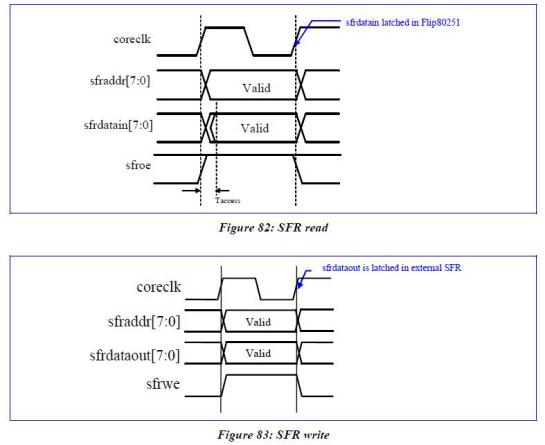 sfrdatain latched in Flip80251
coreclk
sfraddr[7:0]
Valid
sfrdatain[7:0]
Valid
sfroe
Taccess
Figure 82: SFR read
sfrdataout is latched in external SFR
coreclk
sfraddr[7:0]
Valid
sfrdataout[7:0]
Valid
sfrwe
Figure 83: SFR write